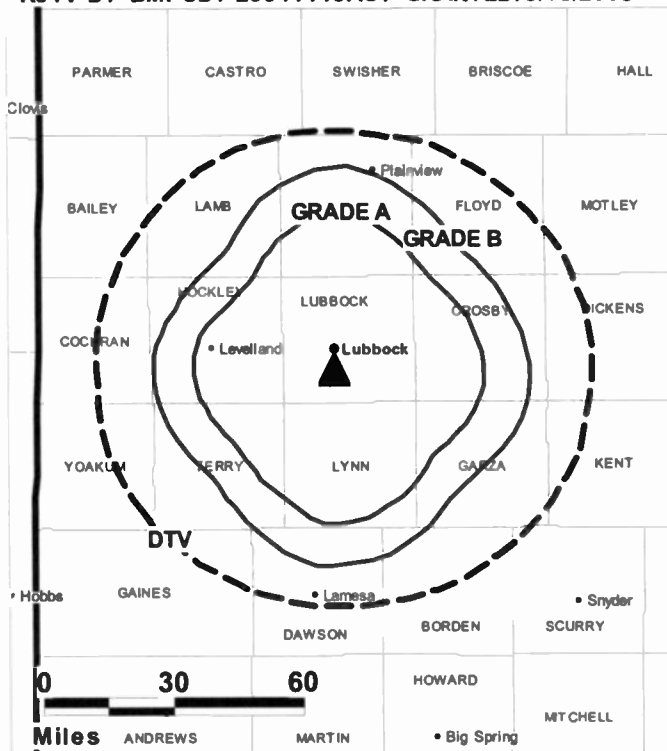 PARMER CASTRO SWISHER BRISCOE HALL
Clovis
Plainview
BAILEY LAMB GRADE A FLOYD MOTLEY
GRADE B
HOCKLEY LUBBOCK CROSBY DICKENS
COCHRAN Levelland Lubbock
YOAKUM TERRY LYNN GARZA KENT
DTV
Hobbs GAINES Lamesa Snyder
DAWSON BORDEN SCURRY
0 30 60 HOWARD
MITCHELL
Miles ANDREWS MARTIN Big Spring